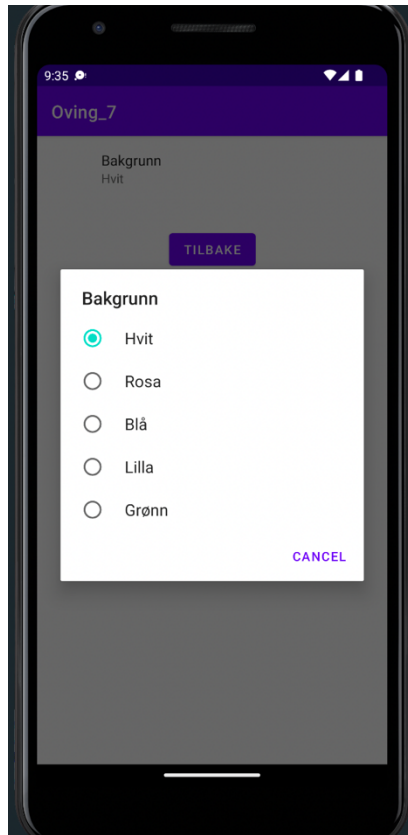 9:35
Oving_7
Bakgrunn
Hvit
TILBAKE
Bakgrunn
Hvit
Rosa
Blå
Lilla
Grønn
CANCEL